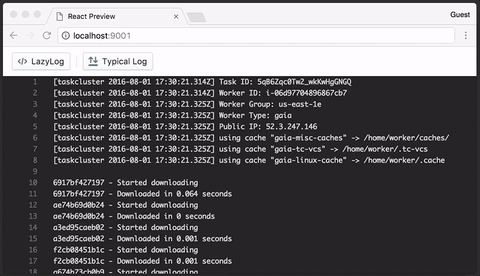 React Preview
Guest
localhost:9001
LazyLog
Typical Log
1 [taskcluster 2016-08-01 17:30:21.314Z] Task ID: 5q86Zqc0Tw2_wkKwHgGNGQ
2 [taskcluster 2016-08-01 17:30:21.314Z] Worker ID: i-06d97704896867cb7
3 [taskcluster 2016-08-01 17:30:21.325Z] Worker Group: us-east-1e
4 [taskcluster 2016-08-01 17:30:21.325Z] Worker Type: gaia
5 [taskcluster 2016-08-01 17:30:21.325Z] Public IP: 52.3.247.146
6 [taskcluster 2016-08-01 17:30:21.325Z] using cache "gaia-misc-caches" -> /home/worker/caches/
7 [taskcluster 2016-08-01 17:30:21.325Z] using cache "gaia-tc-vcs" -> /home/worker/.tc-vcs
8 [taskcluster 2016-08-01 17:30:21.325Z] using cache "gaia-linux-cache" -> /home/worker/.cache
9
10 6917bf427197 - Started downloading
11 6917bf427197 - Downloaded in 0.064 seconds
12 ae74b69d0b24 - Started downloading
13 ae74b69d0b24 - Downloaded in 0 seconds
14 a3ed95caeb02 - Started downloading
15 a3ed95caeb02 - Downloaded in 0.001 seconds
16 f2cb08451b1c - Started downloading
17 f2cb08451b1c - Downloaded in 0.001 seconds
18 - Started downloading